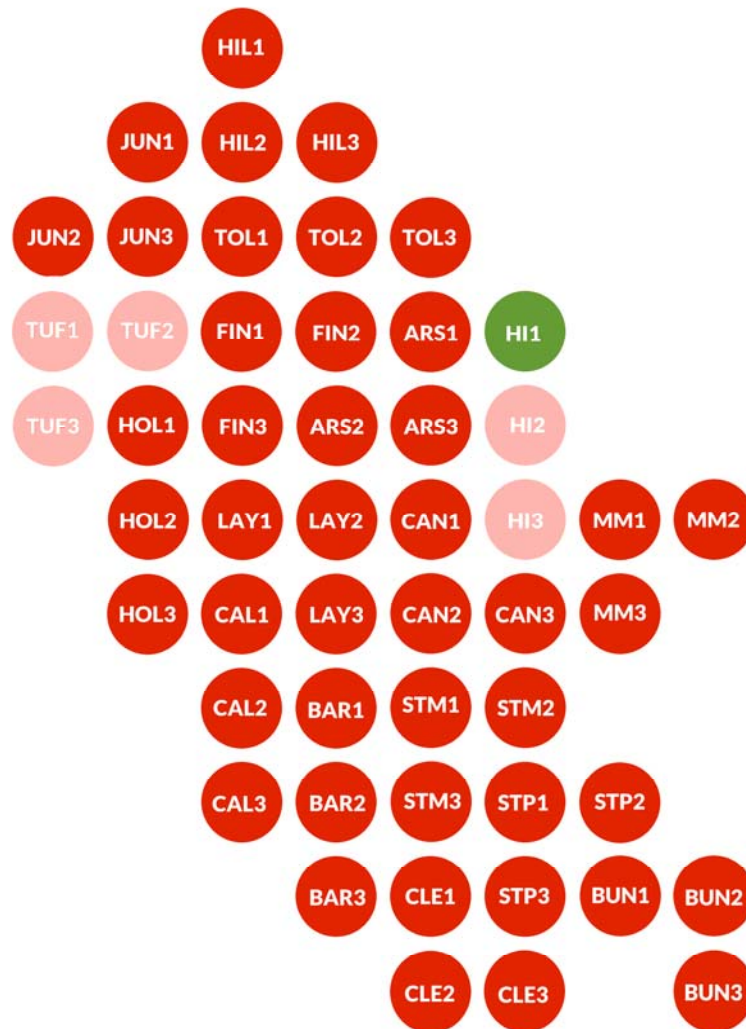 HIL1
JUN1 HIL2 HIL3
JUN2 JUN3 TOL1 TOL2 TOL3
TUF1 TUF2 FIN1 FIN2 ARS1 HI1
TUF3 HOL1 FIN3 ARS2 ARS3 HI2
HOL2 LAY1 LAY2 CAN1 HI3 MM1 MM2
HOL3 CAL1 LAY3 CAN2 CAN3 MM3
CAL2 BAR1 STM1 STM2
CAL3 BAR2 STM3 STP1 STP2
BAR3 CLE1 STP3 BUN1 BUN2
CLE2 CLE3 BUN3